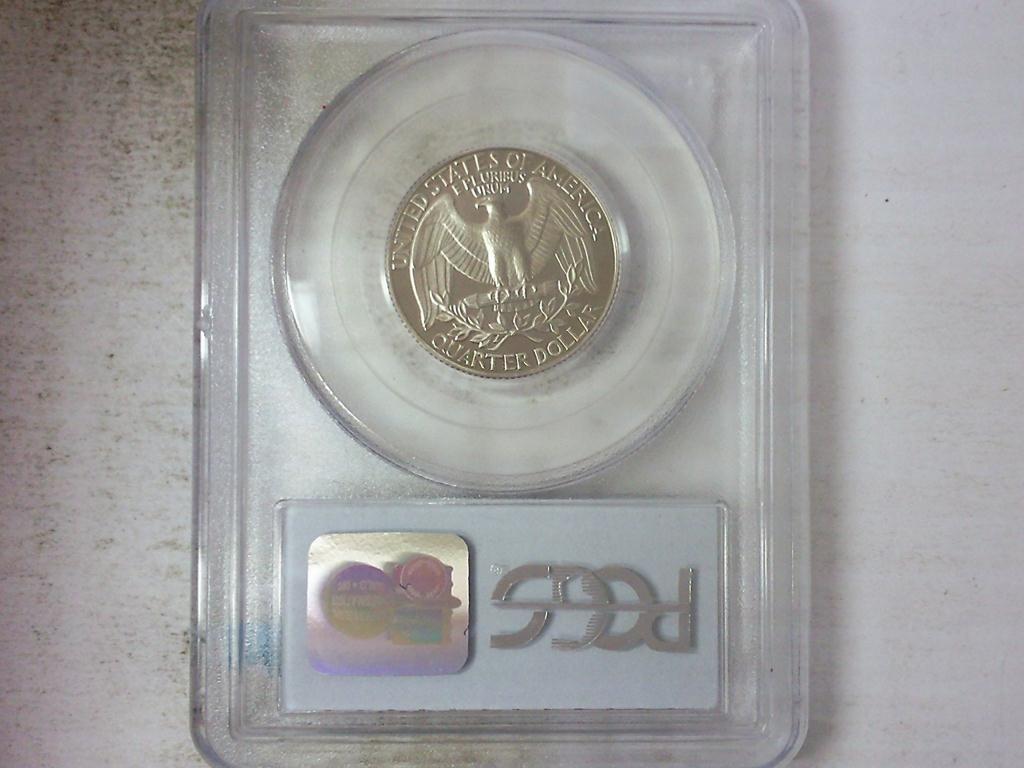 UNITED STATES OF AMERICA
E PLURIBUS
UNUM
QUARTER DOLLAR
PCGS